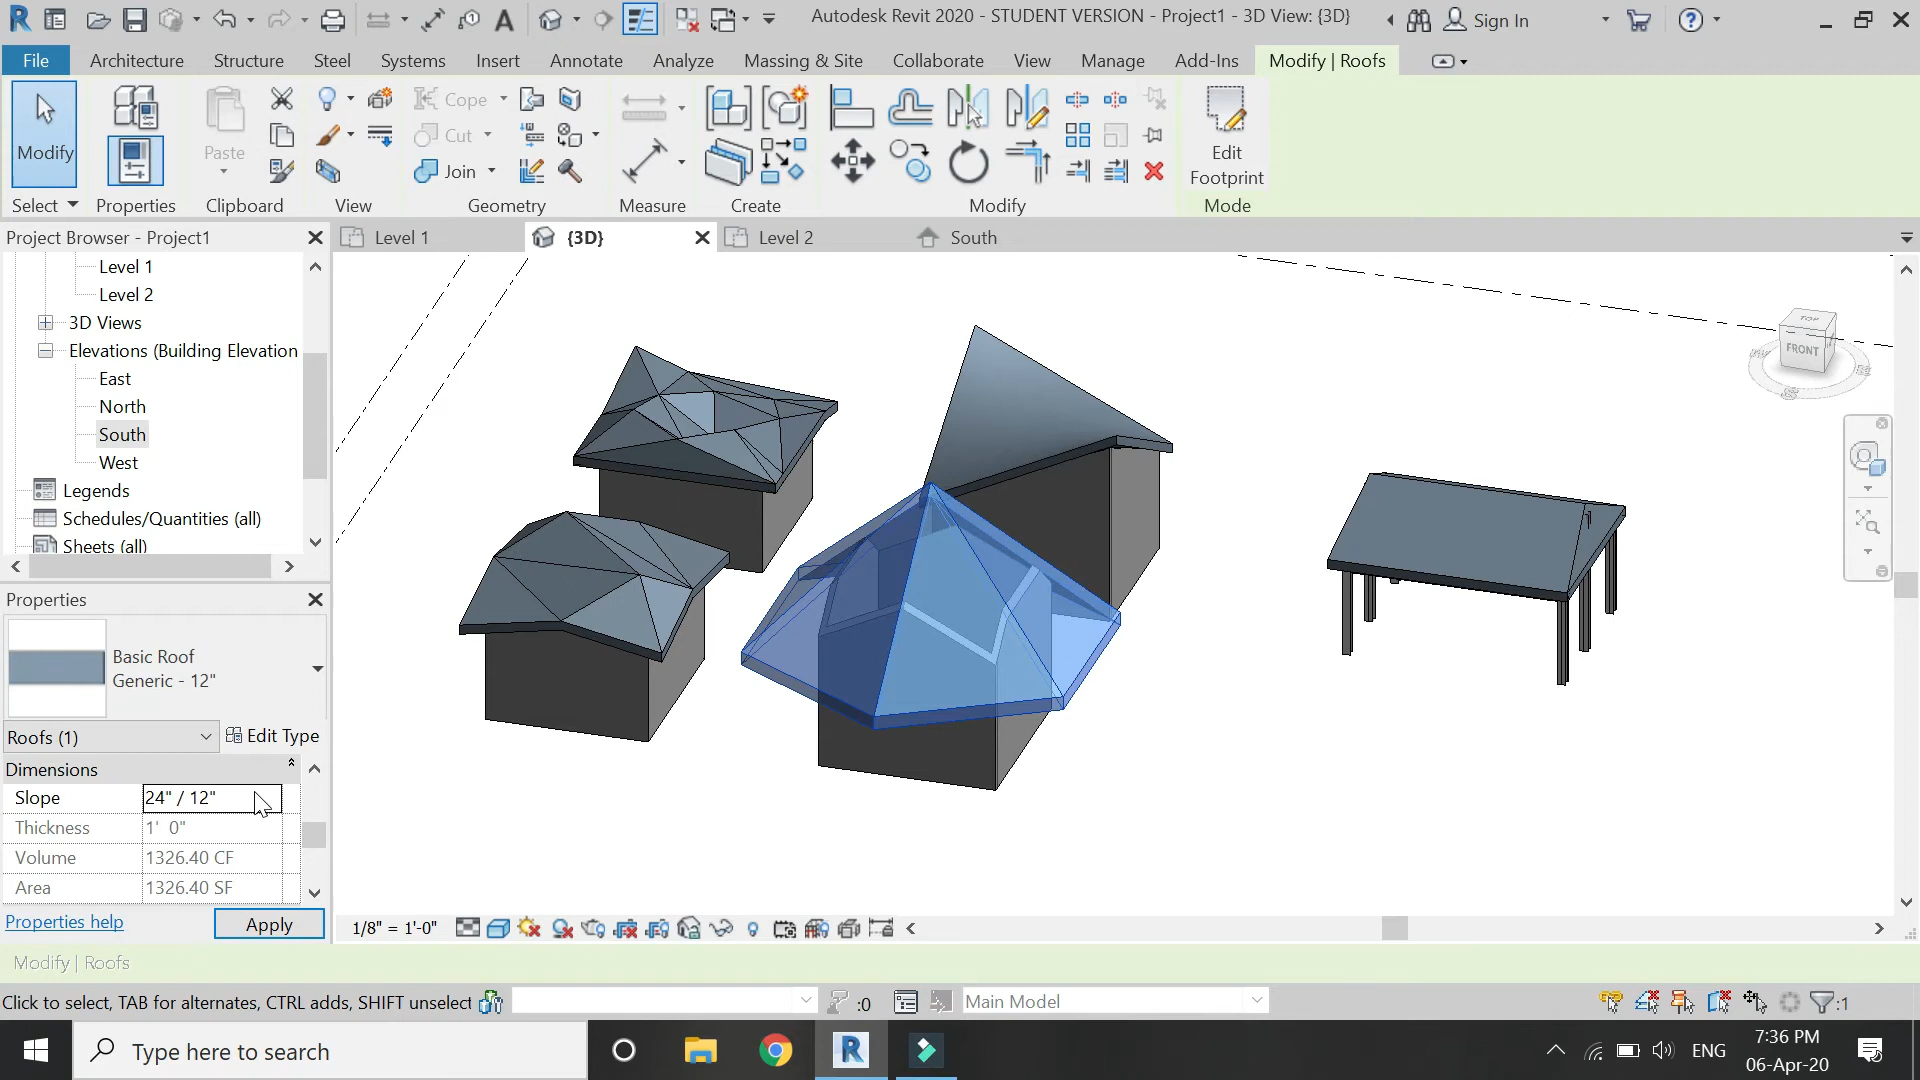 Autodesk Revit 2020 - STUDENT VERSION - Project1 - 3D View: {3D}
Sign In
File Architecture Structure Steel Systems Insert Annotate Analyze Massing & Site Collaborate View Manage Add-Ins Modify | Roofs
Modify
Paste
Cope
Cut
Join
Edit
Footprint
Select Properties Clipboard View Geometry Measure Create Modify Mode
Project Browser - Project1
Level 1
{3D}
Level 2
South
Level 1
Level 2
3D Views
Elevations (Building Elevation
East
North
South
West
Legends
Schedules/Quantities (all)
Sheets (all)
TOP
FRONT
Properties
Basic Roof
Generic - 12"
Roofs (1)
Edit Type
Dimensions
Slope 24" / 12"
Thickness 1' 0"
Volume 1326.40 CF
Area 1326.40 SF
Properties help
Apply
1/8" = 1'-0"
Modify | Roofs
Click to select, TAB for alternates, CTRL adds, SHIFT unselect
:0
Main Model
:1
Type here to search
ENG
7:36 PM
06-Apr-20